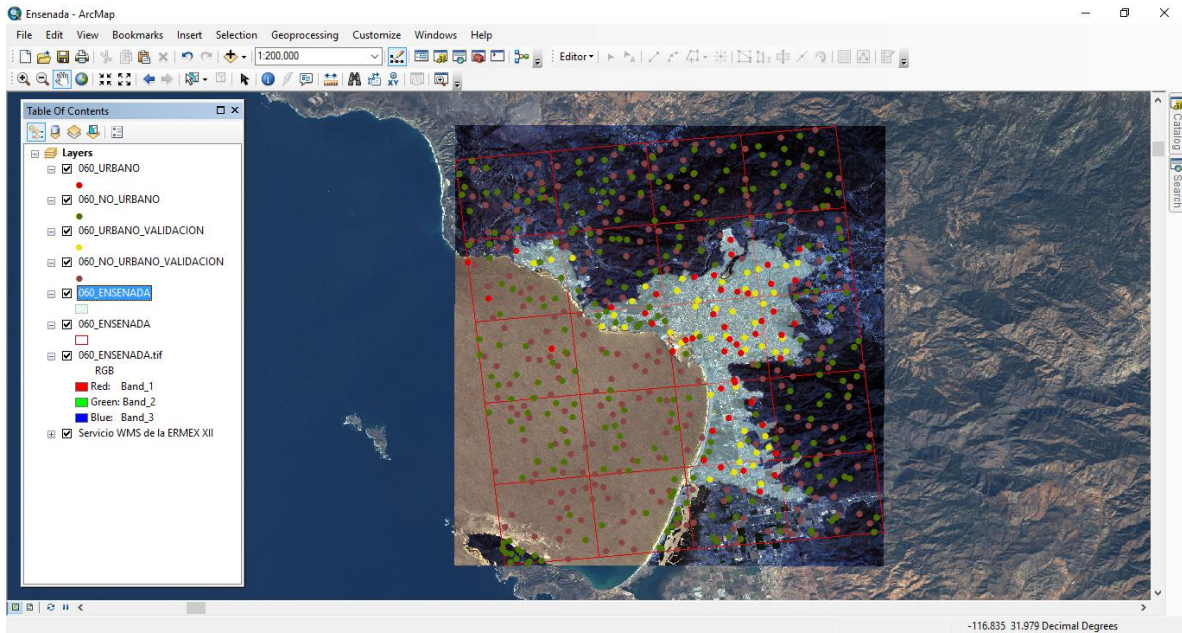 Ensenada - ArcMap
File Edit View Bookmarks Insert Selection Geoprocessing Customize Windows Help
1:200,000
Editor
Table Of Contents
Layers
060_URBANO
060_NO_URBANO
060_URBANO_VALIDACION
060_NO_URBANO_VALIDACION
060_ENSENADA
060_ENSENADA
060_ENSENADA.tif
RGB
Red: Band_1
Green: Band_2
Blue: Band_3
Servicio WMS de la ERMEX XII
Catalog
Search
-116.835 31.979 Decimal Degrees